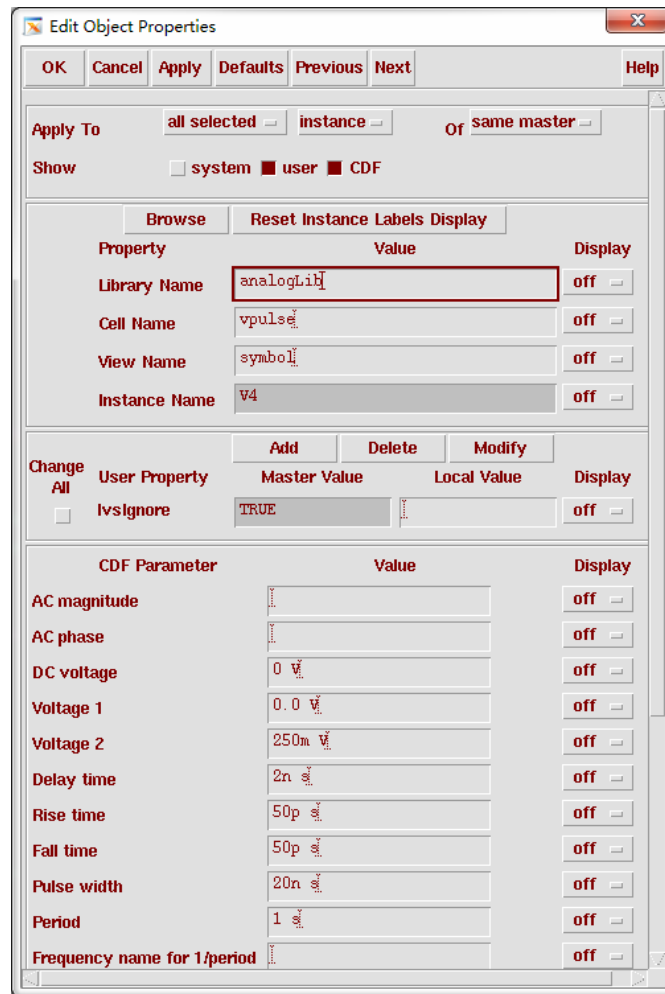 Edit Object Properties
OK Cancel Apply Defaults Previous Next Help
Apply To all selected instance Of same master
Show system user CDF
Browse Reset Instance Labels Display
Property Value Display
Library Name analogLib off
Cell Name vpulse off
View Name symbol off
Instance Name V4 off
Add Delete Modify
Change All User Property Master Value Local Value Display
lvsIgnore TRUE off
CDF Parameter Value Display
AC magnitude off
AC phase off
DC voltage 0 V off
Voltage 1 0.0 V off
Voltage 2 250m V off
Delay time 2n s off
Rise time 50p s off
Fall time 50p s off
Pulse width 20n s off
Period 1 s off
Frequency name for 1/period off